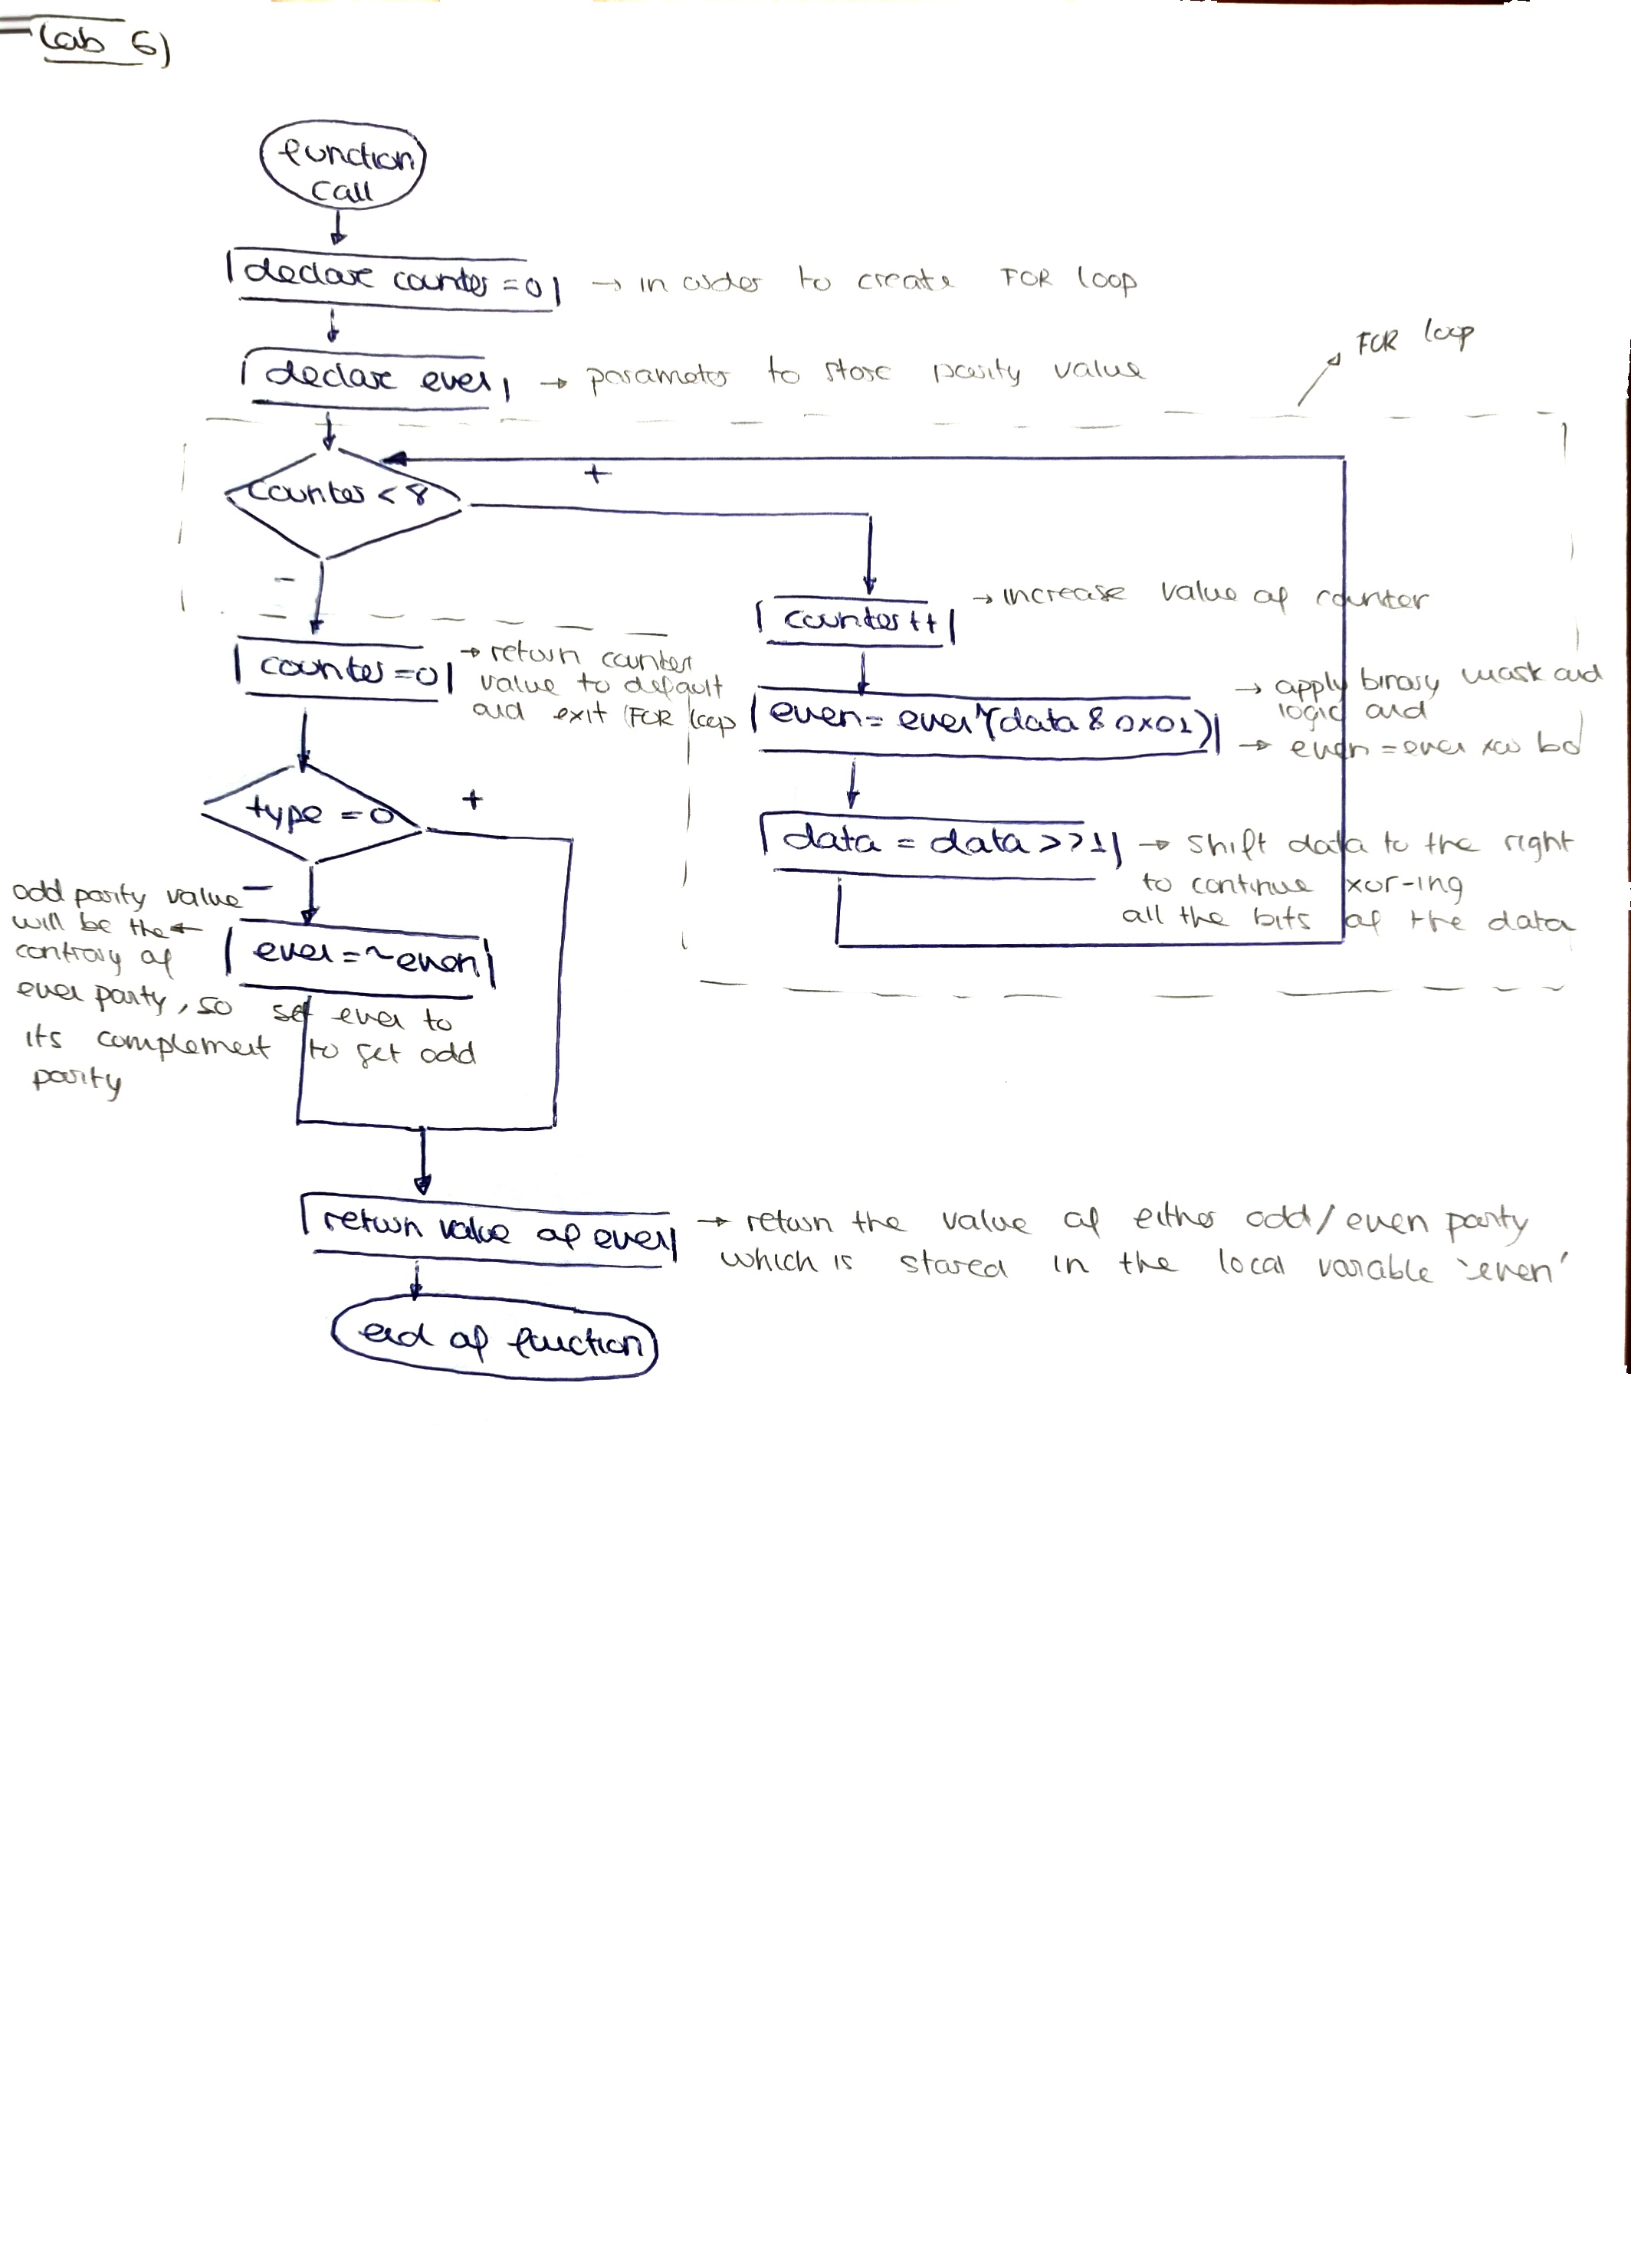 Lab 6)
function
call
declare counter = 0
→ in order to create FOR loop
declare even
→ parameter to store parity value
FOR loop
counter < 8
+
-
counter++
→ increase value of counter
counter = 0
→ return counter
value to default
and exit FOR loop
even = even^(data & 0x01)
→ apply binary mask and
logic and
→ even = even xor b0
type = 0
+
-
data = data >> 1
→ shift data to the right
to continue xor-ing
all the bits of the data
even = ~even
odd parity value
will be the ←
contrary of
even parity, so set even to
its complement to get odd
parity
return value of even
→ return the value of either odd/even parity
which is stored in the local variable 'even'
end of function